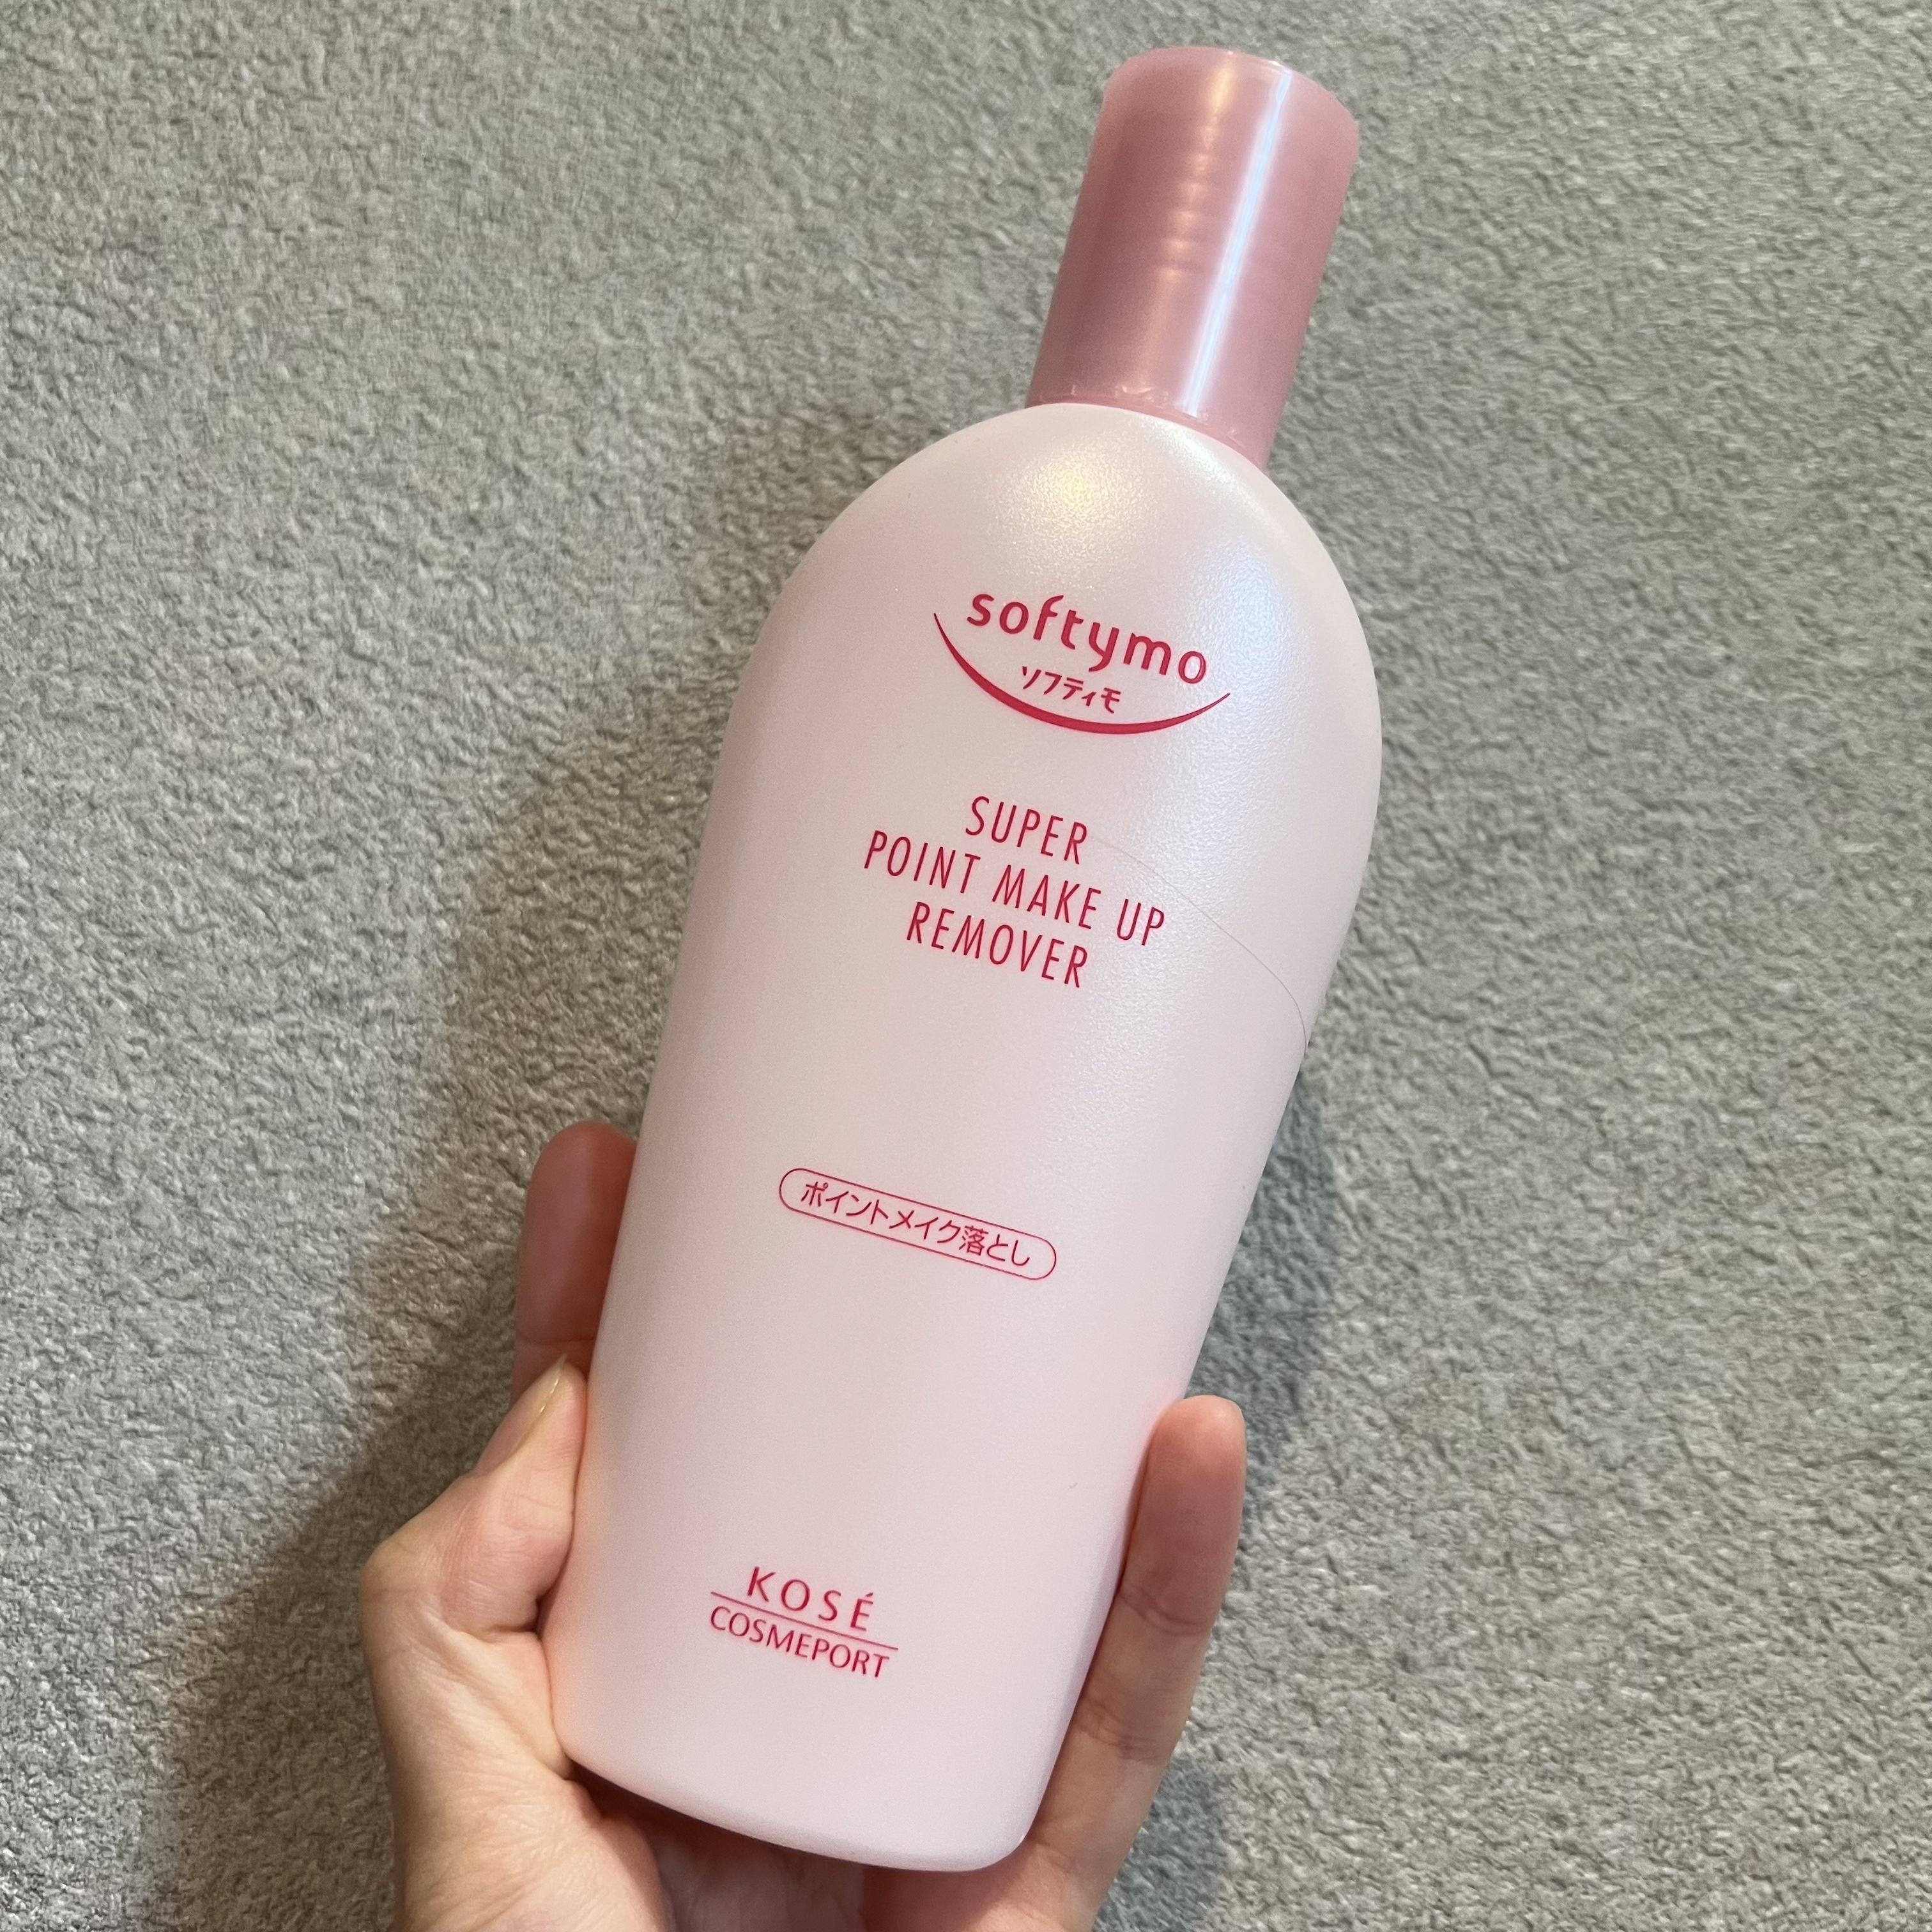 softymo
ソフティモ
SUPER
POINT MAKE UP
REMOVER
ポイントメイク落とし
KOSÉ
COSMEPORT